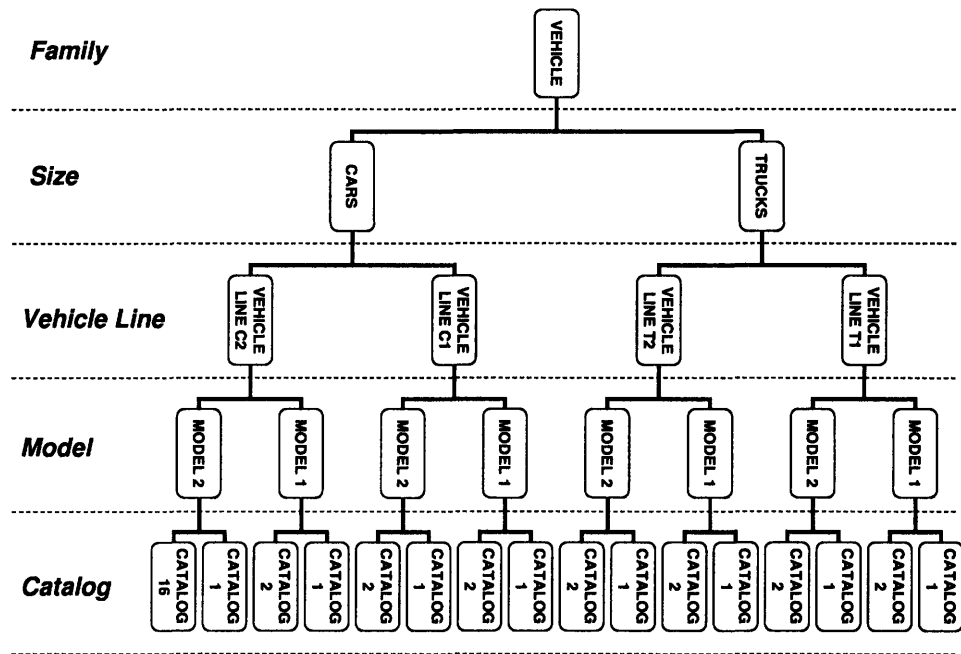 Family
VEHICLE
Size
CARS
TRUCKS
Vehicle Line
VEHICLE
LINE C2
VEHICLE
LINE C1
VEHICLE
LINE T2
VEHICLE
LINE T1
Model
MODEL 2
MODEL 1
MODEL 2
MODEL 1
MODEL 2
MODEL 1
MODEL 2
MODEL 1
Catalog
CATALOG
16
CATALOG
1
CATALOG
2
CATALOG
1
CATALOG
2
CATALOG
1
CATALOG
2
CATALOG
1
CATALOG
2
CATALOG
1
CATALOG
2
CATALOG
1
CATALOG
2
CATALOG
1
CATALOG
2
CATALOG
1